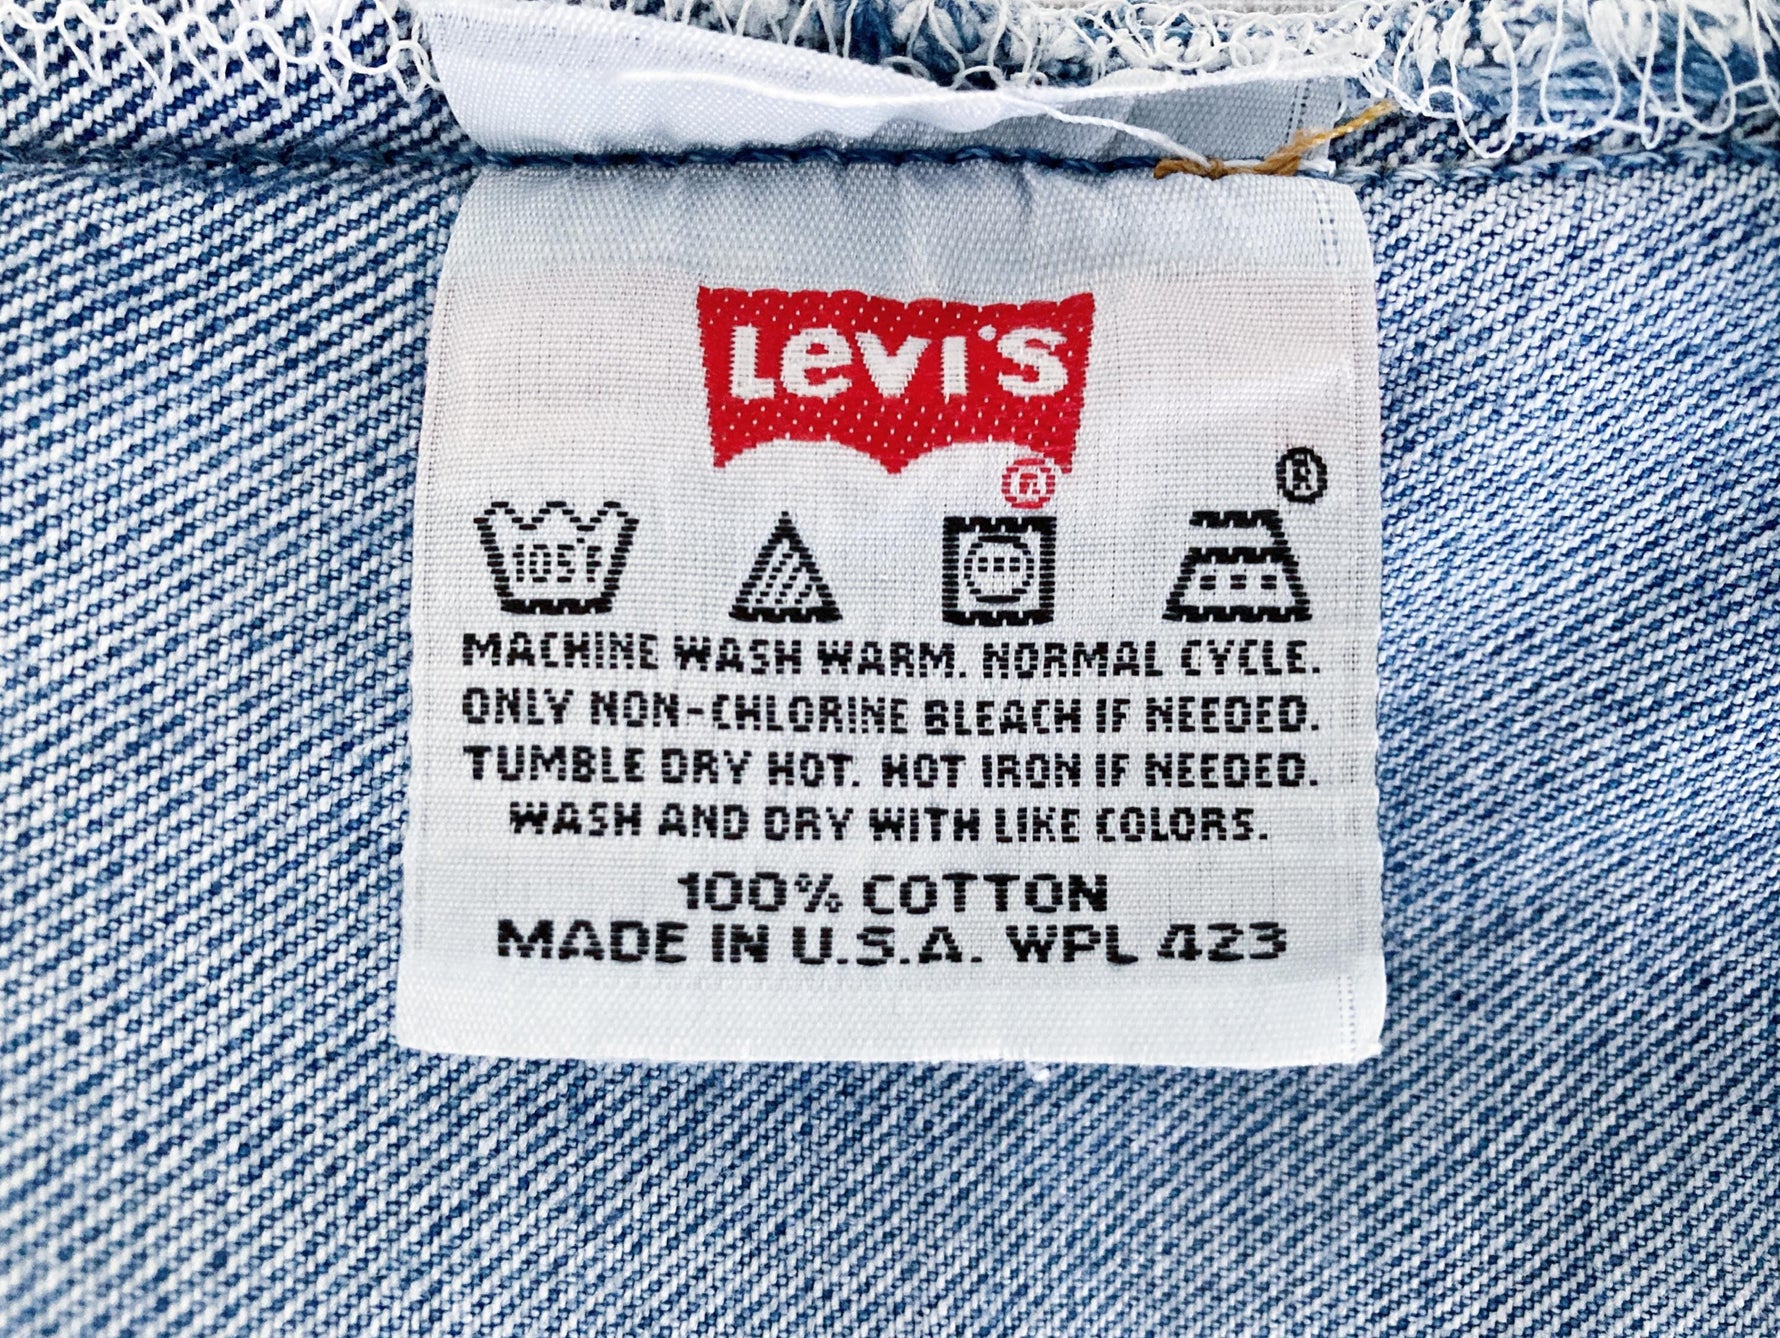 Levi's
®
®
105°F
MACHINE WASH WARM. NORMAL CYCLE.
ONLY NON-CHLORINE BLEACH IF NEEDED.
TUMBLE DRY HOT. HOT IRON IF NEEDED.
WASH AND DRY WITH LIKE COLORS.
100% COTTON
MADE IN U.S.A. WPL 423